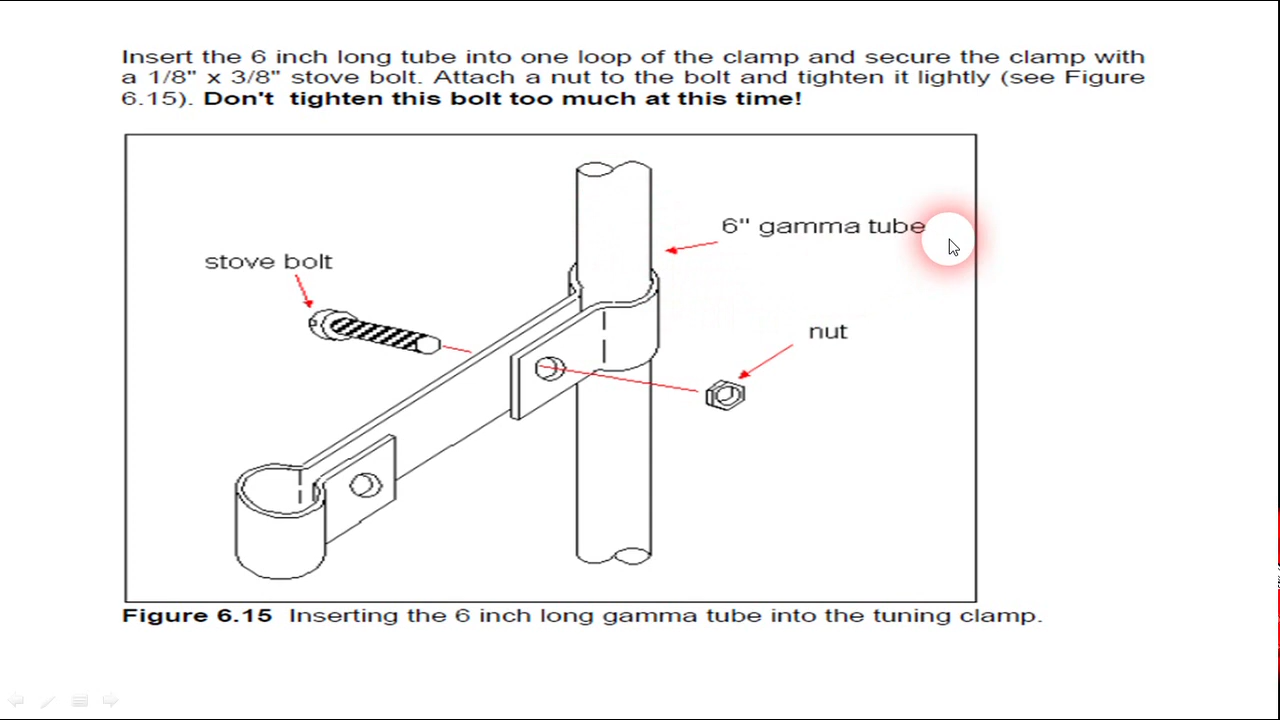 Insert the 6 inch long tube into one loop of the clamp and secure the clamp with
a 1/8" x 3/8" stove bolt. Attach a nut to the bolt and tighten it lightly (see Figure
6.15). Don't tighten this bolt too much at this time!
6" gamma tube
stove bolt
nut
Figure 6.15 Inserting the 6 inch long gamma tube into the tuning clamp.